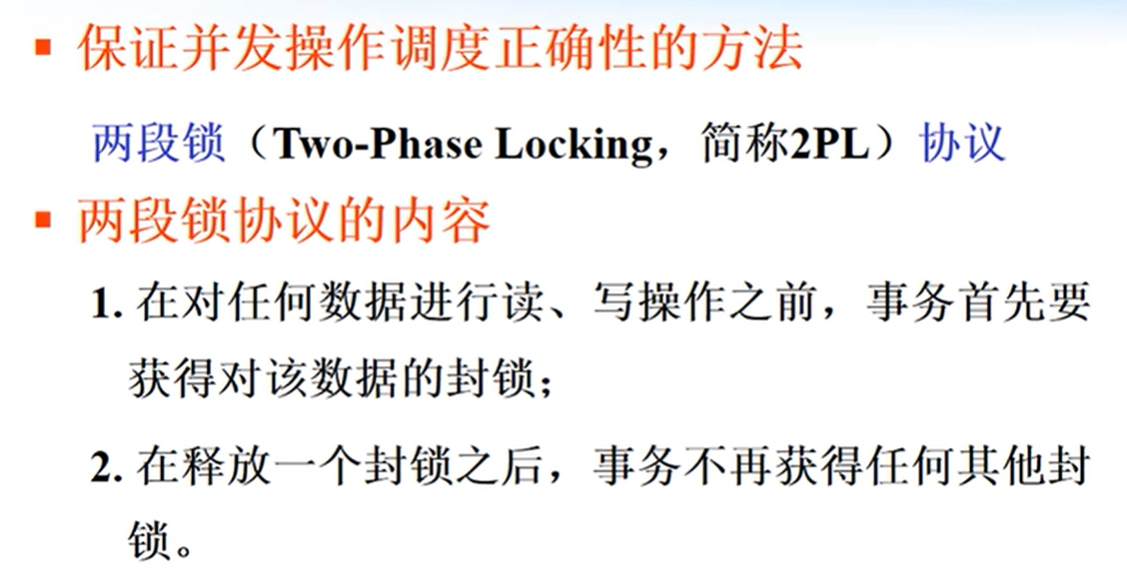 ▪ 保证并发操作调度正确性的方法
两段锁（Two-Phase Locking，简称2PL）协议
▪ 两段锁协议的内容
1. 在对任何数据进行读、写操作之前，事务首先要
获得对该数据的封锁；
2. 在释放一个封锁之后，事务不再获得任何其他封
锁。